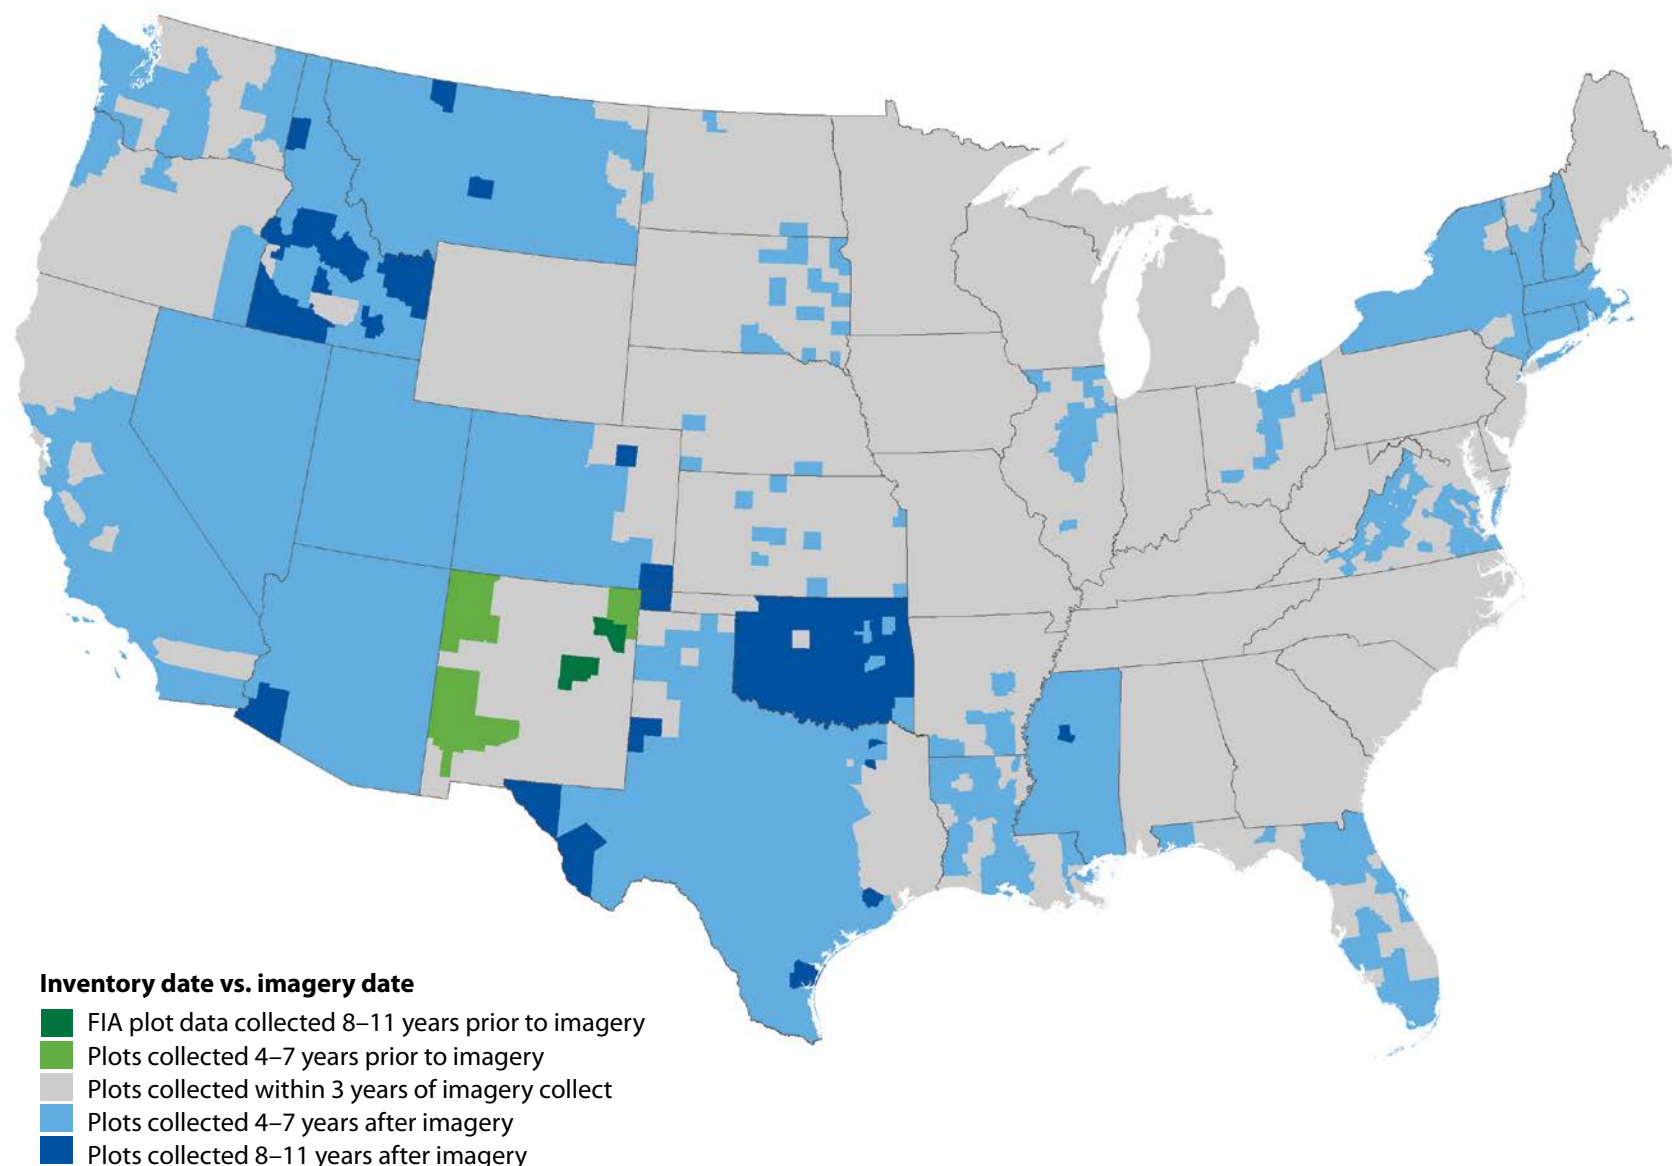 Inventory date vs. imagery date
FIA plot data collected 8–11 years prior to imagery
Plots collected 4–7 years prior to imagery
Plots collected within 3 years of imagery collect
Plots collected 4–7 years after imagery
Plots collected 8–11 years after imagery